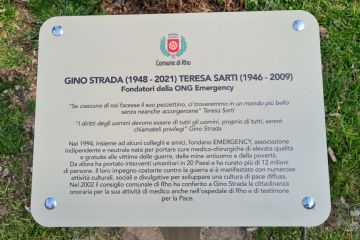 Comune di Rho
GINO STRADA (1948 - 2021) TERESA SARTI (1946 - 2009)
Fondatori della ONG Emergency
"Se ciascuno di noi facesse il suo pezzettino, ci troveremmo in un mondo più bello
senza neanche accorgercene" Teresa Sarti
"I diritti degli uomini devono essere di tutti gli uomini, proprio di tutti, sennò
chiamateli privilegi" Gino Strada
Nel 1994, insieme ad alcuni colleghi e amici, fondano EMERGENCY, associazione
indipendente e neutrale nata per portare cure medico-chirurgiche di elevata qualità
e gratuite alle vittime delle guerre, delle mine antiuomo e della povertà.
Da allora ha portato interventi umanitari in 20 Paesi e ha curato più di 12 milioni
di persone. Il loro impegno costante contro la guerra si è manifestato con numerose
attività culturali, sociali e divulgative per sviluppare una cultura di pace diffusa.
Nel 2002 il consiglio comunale di Rho ha conferito a Gino Strada la cittadinanza
onoraria per la sua attività di medico anche nell'ospedale di Rho e di testimone
per la Pace.